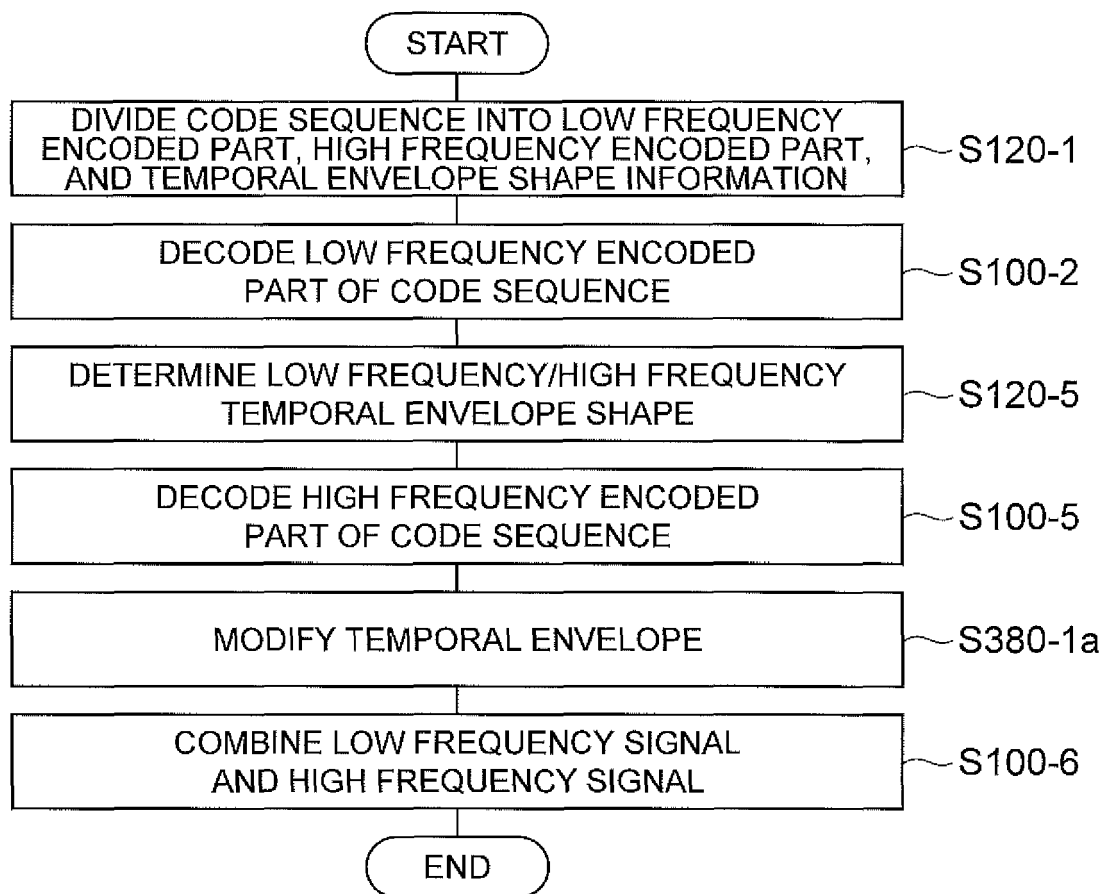 START
DIVIDE CODE SEQUENCE INTO LOW FREQUENCY
ENCODED PART, HIGH FREQUENCY ENCODED PART,
AND TEMPORAL ENVELOPE SHAPE INFORMATION
S120-1
DECODE LOW FREQUENCY ENCODED
PART OF CODE SEQUENCE
S100-2
DETERMINE LOW FREQUENCY/HIGH FREQUENCY
TEMPORAL ENVELOPE SHAPE
S120-5
DECODE HIGH FREQUENCY ENCODED
PART OF CODE SEQUENCE
S100-5
MODIFY TEMPORAL ENVELOPE
S380-1a
COMBINE LOW FREQUENCY SIGNAL
AND HIGH FREQUENCY SIGNAL
S100-6
END